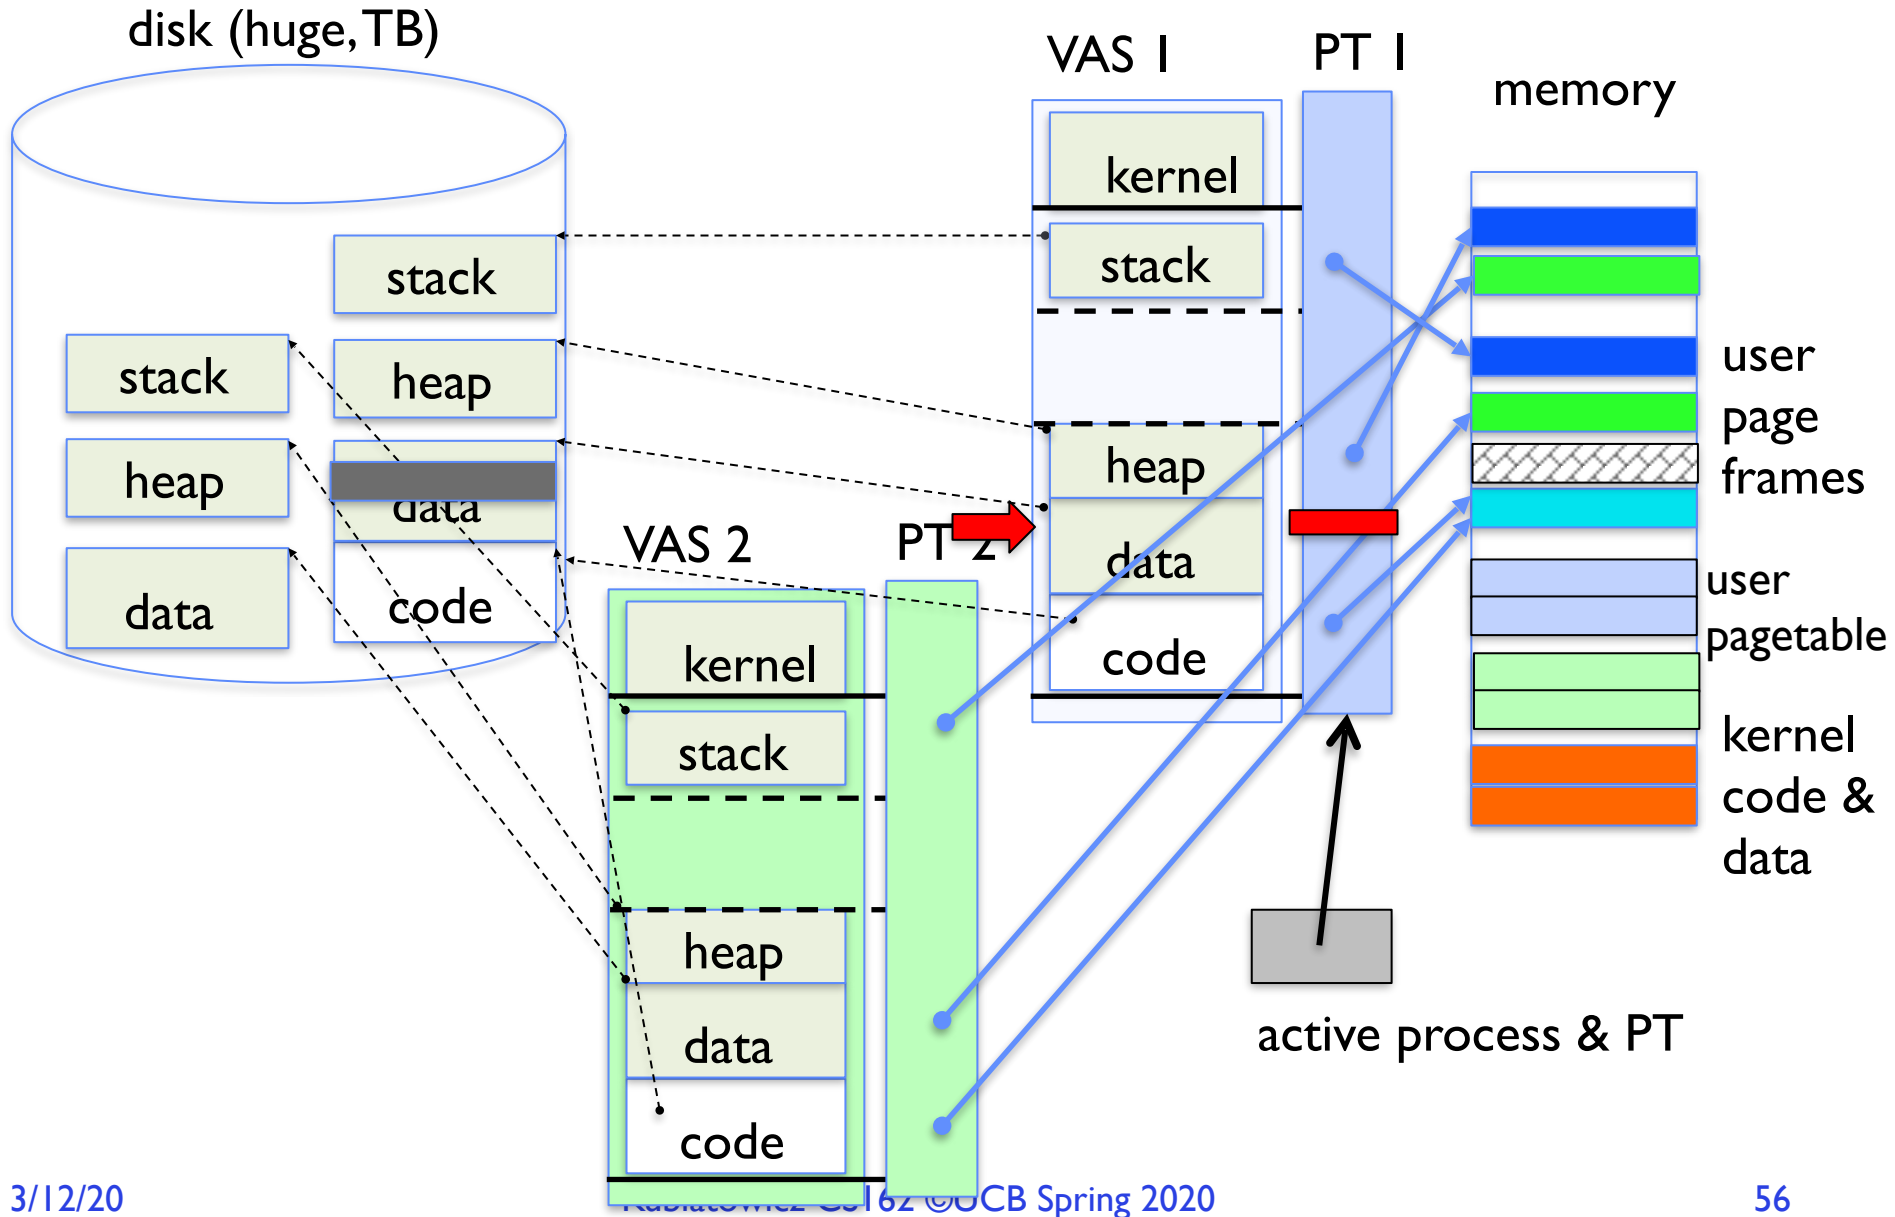 disk (huge, TB)
VAS 1
PT 1
memory
kernel
stack
stack
stack
heap
heap
heap
data
data
data
code
code
user
page
frames
user
pagetable
kernel
code &
data
VAS 2
PT 2
kernel
stack
heap
data
code
active process & PT
3/12/20
Kubiatowicz CS162 ©UCB Spring 2020
56